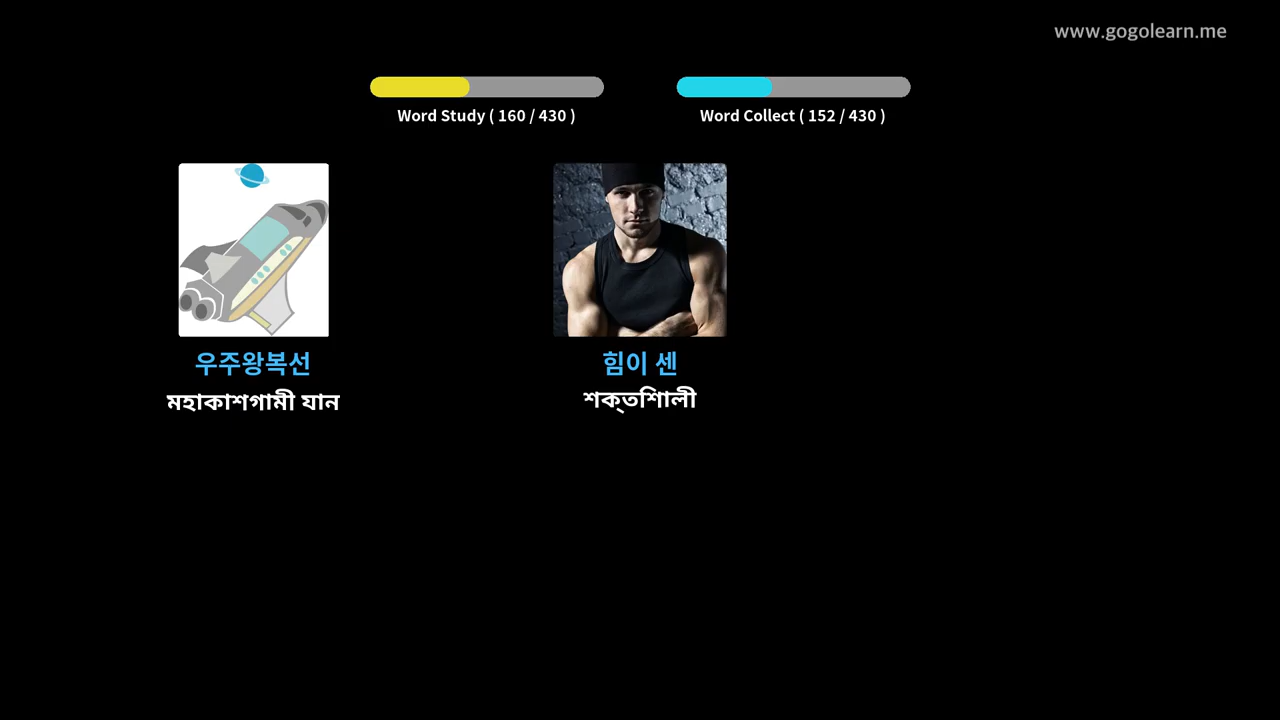 www.gogolearn.me
Word Study ( 160 / 430 )
Word Collect ( 152 / 430 )
우주왕복선
힘이 센
মহাকাশগামী যান
শক্তিশালী